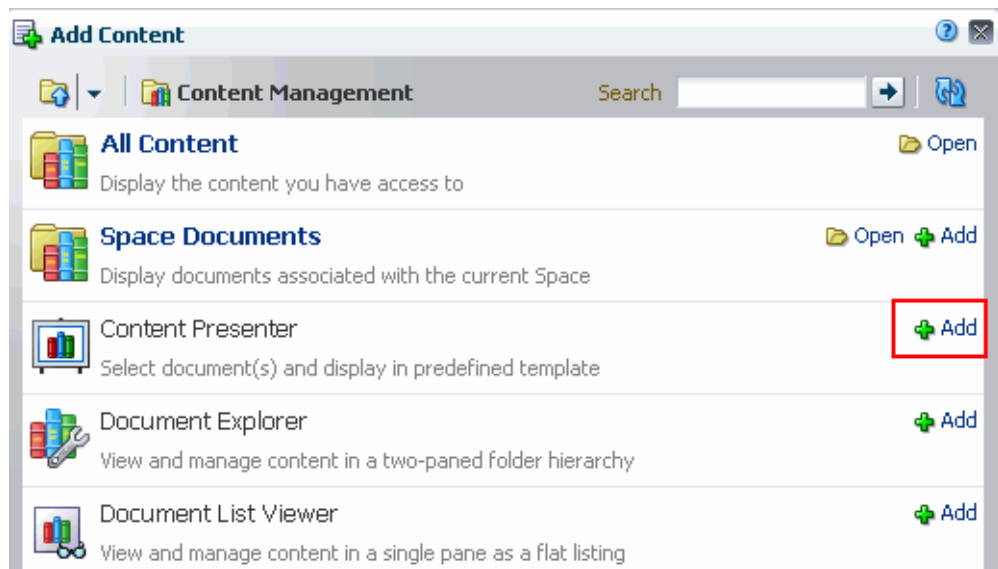 Add Content
Content Management Search
All Content Open
Display the content you have access to
Space Documents Open Add
Display documents associated with the current Space
Content Presenter Add
Select document(s) and display in predefined template
Document Explorer Add
View and manage content in a two-paned folder hierarchy
Document List Viewer Add
View and manage content in a single pane as a flat listing